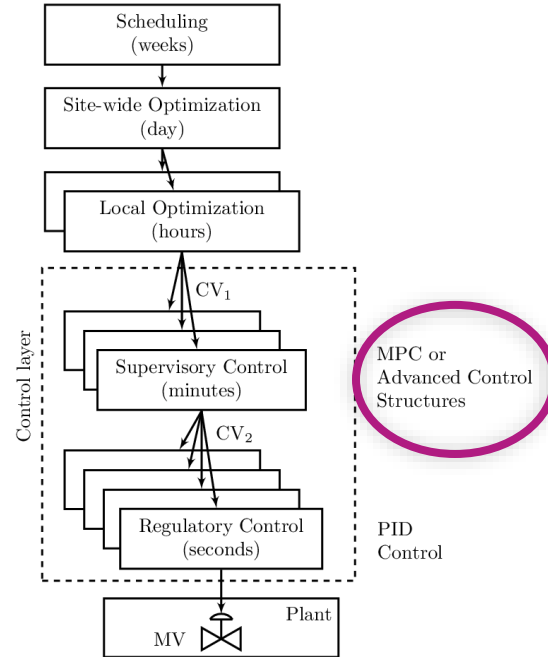 Scheduling
(weeks)
Site-wide Optimization
(day)
Local Optimization
(hours)
CV1
Control layer
Supervisory Control
(minutes)
MPC or
Advanced Control
Structures
CV2
Regulatory Control
(seconds)
PID
Control
Plant
MV